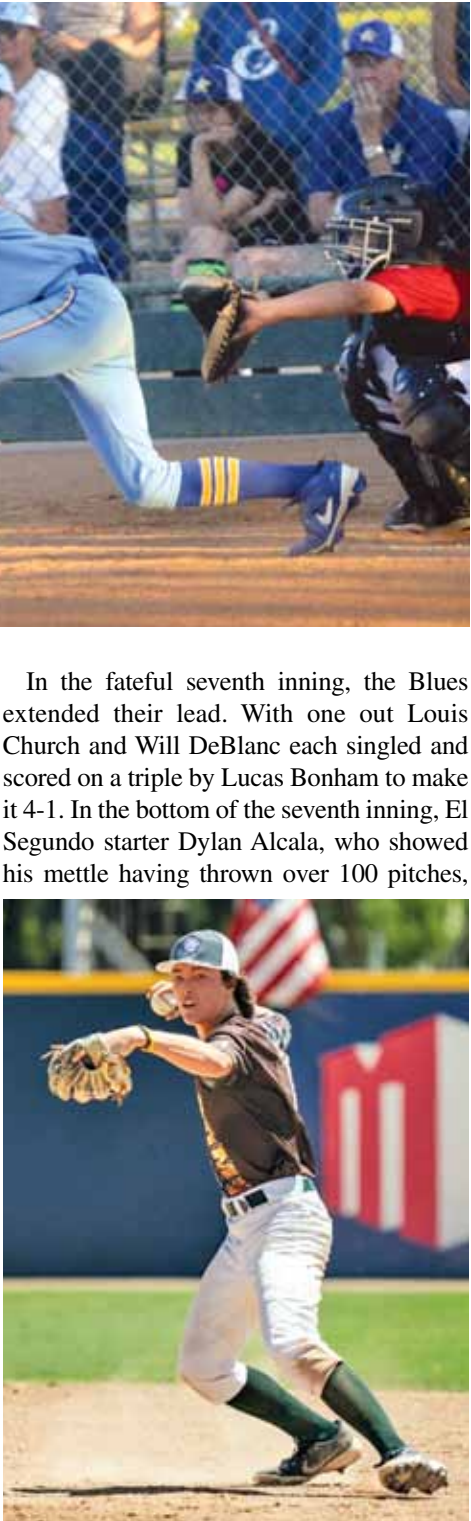 E
In the fateful seventh inning, the Blues
extended their lead. With one out Louis
Church and Will DeBlanc each singled and
scored on a triple by Lucas Bonham to make
it 4-1. In the bottom of the seventh inning, El
Segundo starter Dylan Alcala, who showed
his mettle having thrown over 100 pitches,